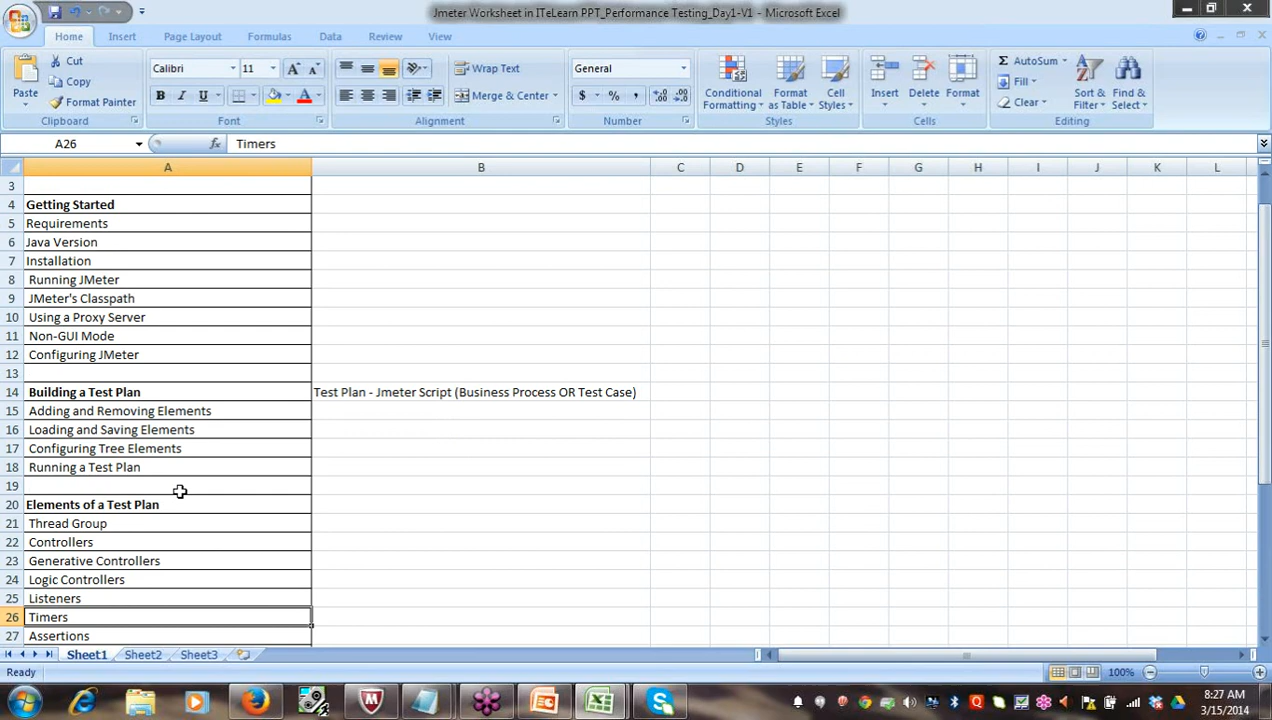 Jmeter Worksheet in ITeLearn PPT_Performance Testing_Day1-V1 - Microsoft Excel
Home Insert Page Layout Formulas Data Review View
Paste Cut Copy Format Painter Clipboard
Calibri 11 B I U A Font
Wrap Text Merge & Center Alignment
General $ % , Number
Conditional Formatting Format as Table Cell Styles Styles
Insert Delete Format Cells
Σ AutoSum Fill Clear Sort & Filter Find & Select Editing
A26 fx Timers
A B C D E F G H I J K L
3
4 Getting Started
5 Requirements
6 Java Version
7 Installation
8 Running JMeter
9 JMeter's Classpath
10 Using a Proxy Server
11 Non-GUI Mode
12 Configuring JMeter
13
14 Building a Test Plan Test Plan - Jmeter Script (Business Process OR Test Case)
15 Adding and Removing Elements
16 Loading and Saving Elements
17 Configuring Tree Elements
18 Running a Test Plan
19
20 Elements of a Test Plan
21 Thread Group
22 Controllers
23 Generative Controllers
24 Logic Controllers
25 Listeners
26 Timers
27 Assertions
Sheet1 Sheet2 Sheet3
Ready 100%
8:27 AM
3/15/2014